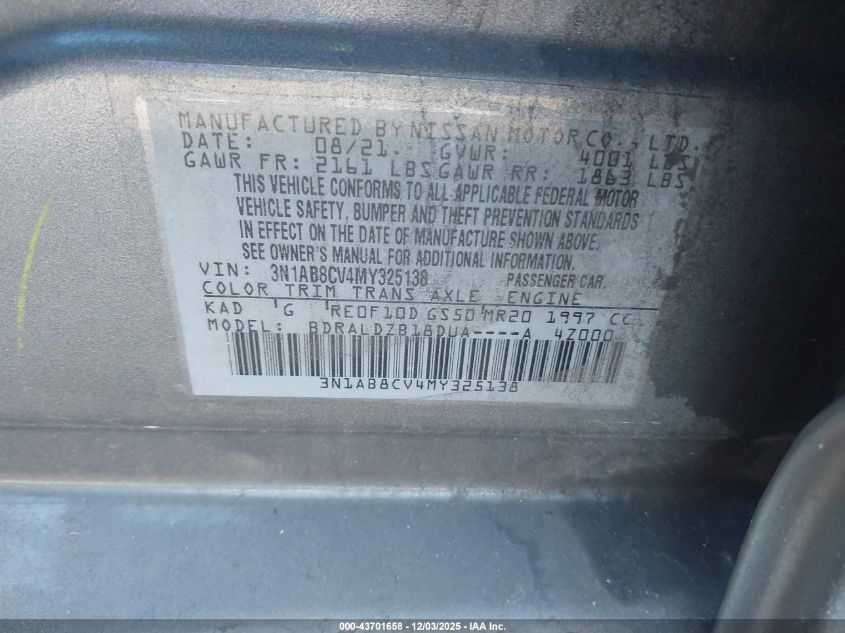 MANUFACTURED BY NISSAN MOTOR CO., LTD.
DATE: 08/21. GVWR: 4001 LBS
GAWR FR: 2161 LBS GAWR RR: 1863 LBS
THIS VEHICLE CONFORMS TO ALL APPLICABLE FEDERAL MOTOR
VEHICLE SAFETY, BUMPER AND THEFT PREVENTION STANDARDS
IN EFFECT ON THE DATE OF MANUFACTURE SHOWN ABOVE.
SEE OWNER'S MANUAL FOR ADDITIONAL INFORMATION.
VIN: 3N1AB8CV4MY325138 PASSENGER CAR.
COLOR TRIM TRANS AXLE ENGINE
KAD G RE0F10D GS50 MR20 1997 CC
MODEL: BDRALDZB18DUA----A 4Z000
3N1AB8CV4MY325138
000-43701658 - 12/03/2025 - IAA Inc.